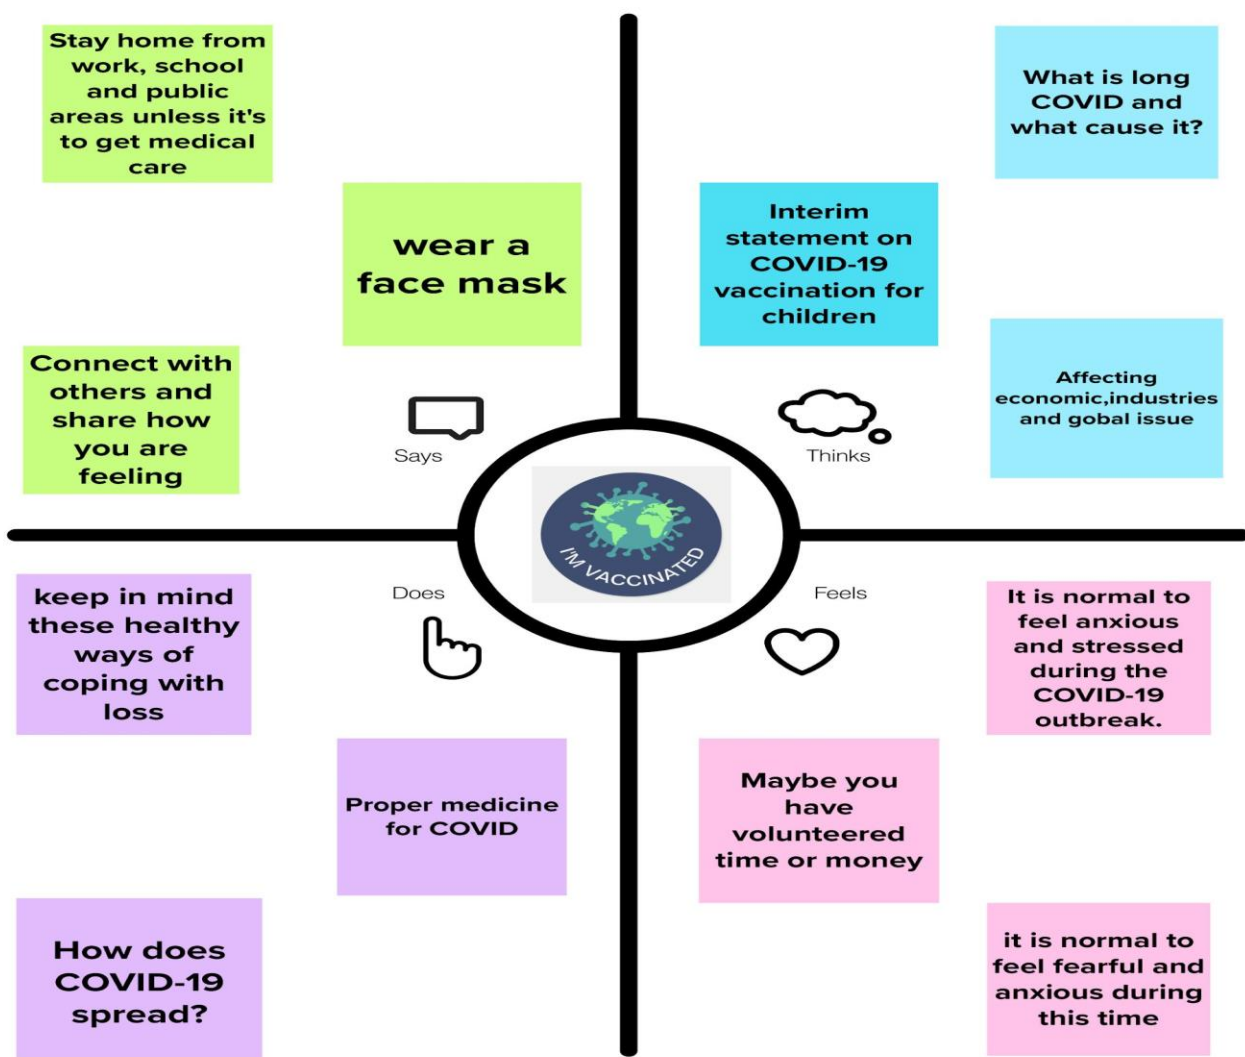 Stay home from
work, school
and public
areas unless it's
to get medical
care
wear a
face mask
Connect with
others and
share how
you are
feeling
Says
What is long
COVID and
what cause it?
Interim
statement on
COVID-19
vaccination for
children
Affecting
economic,industries
and gobal issue
Thinks
I'M VACCINATED
Does
keep in mind
these healthy
ways of
coping with
loss
Proper medicine
for COVID
How does
COVID-19
spread?
Feels
It is normal to
feel anxious
and stressed
during the
COVID-19
outbreak.
Maybe you
have
volunteered
time or money
it is normal to
feel fearful and
anxious during
this time